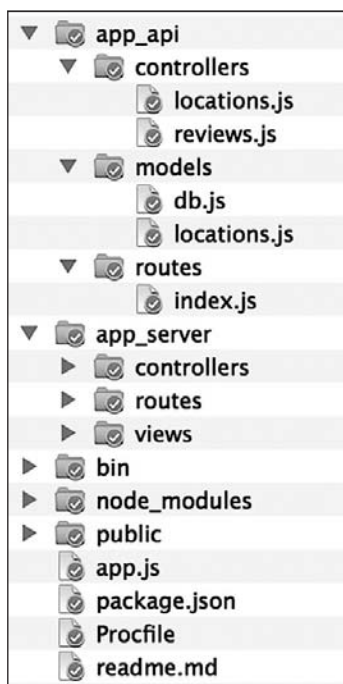 app_api
controllers
locations.js
reviews.js
models
db.js
locations.js
routes
index.js
app_server
controllers
routes
views
bin
node_modules
public
app.js
package.json
Procfile
readme.md